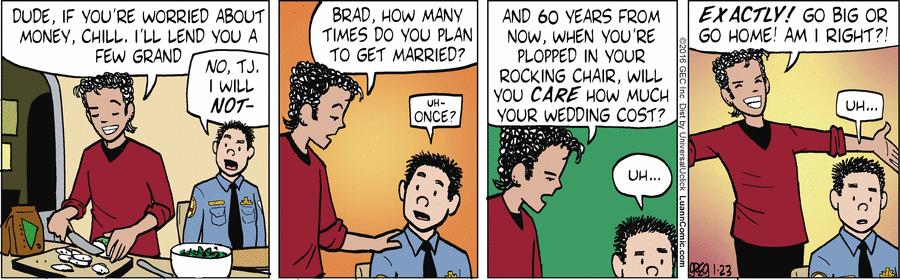 DUDE, IF YOU'RE WORRIED ABOUT
MONEY, CHILL. I'LL LEND YOU A
FEW GRAND
NO, TJ.
I WILL
NOT-
BRAD, HOW MANY
TIMES DO YOU PLAN
TO GET MARRIED?
UH-
ONCE?
AND 60 YEARS FROM
NOW, WHEN YOU'RE
PLOPPED IN YOUR
ROCKING CHAIR, WILL
YOU CARE HOW MUCH
YOUR WEDDING COST?
UH...
©2016 GEC Inc. Dist by UniversalUclick LuannComic.com
EXACTLY! GO BIG OR
GO HOME! AM I RIGHT?!
UH...
GREG 1-23